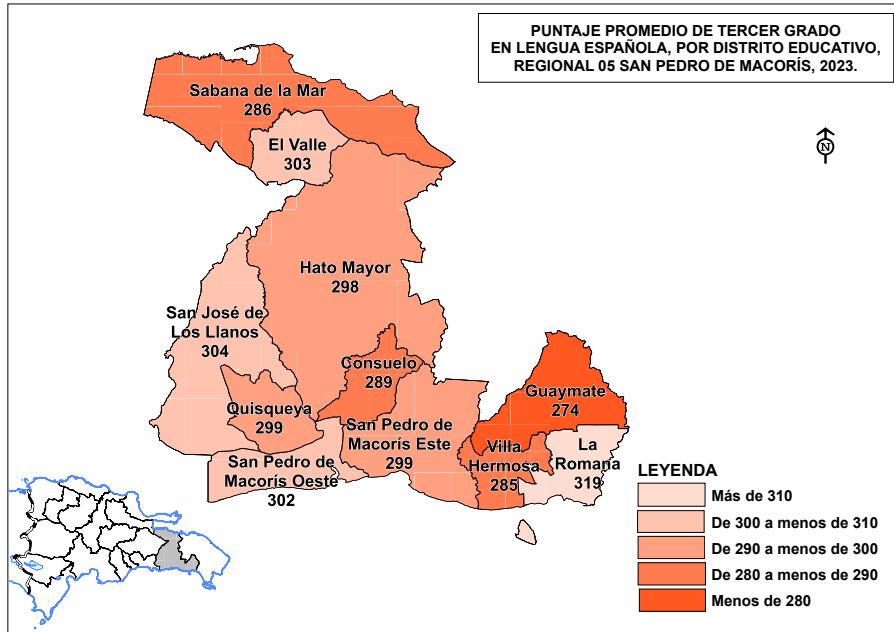 PUNTAJE PROMEDIO DE TERCER GRADO
EN LENGUA ESPAÑOLA, POR DISTRITO EDUCATIVO,
REGIONAL 05 SAN PEDRO DE MACORÍS, 2023.
N
Sabana de la Mar
286
El Valle
303
Hato Mayor
298
San José de
Los Llanos
304
Consuelo
289
Quisqueya
299
San Pedro de
Macorís Este
299
San Pedro de
Macorís Oeste
302
Guaymate
274
Villa
Hermosa
285
La
Romana
319
LEYENDA
Más de 310
De 300 a menos de 310
De 290 a menos de 300
De 280 a menos de 290
Menos de 280